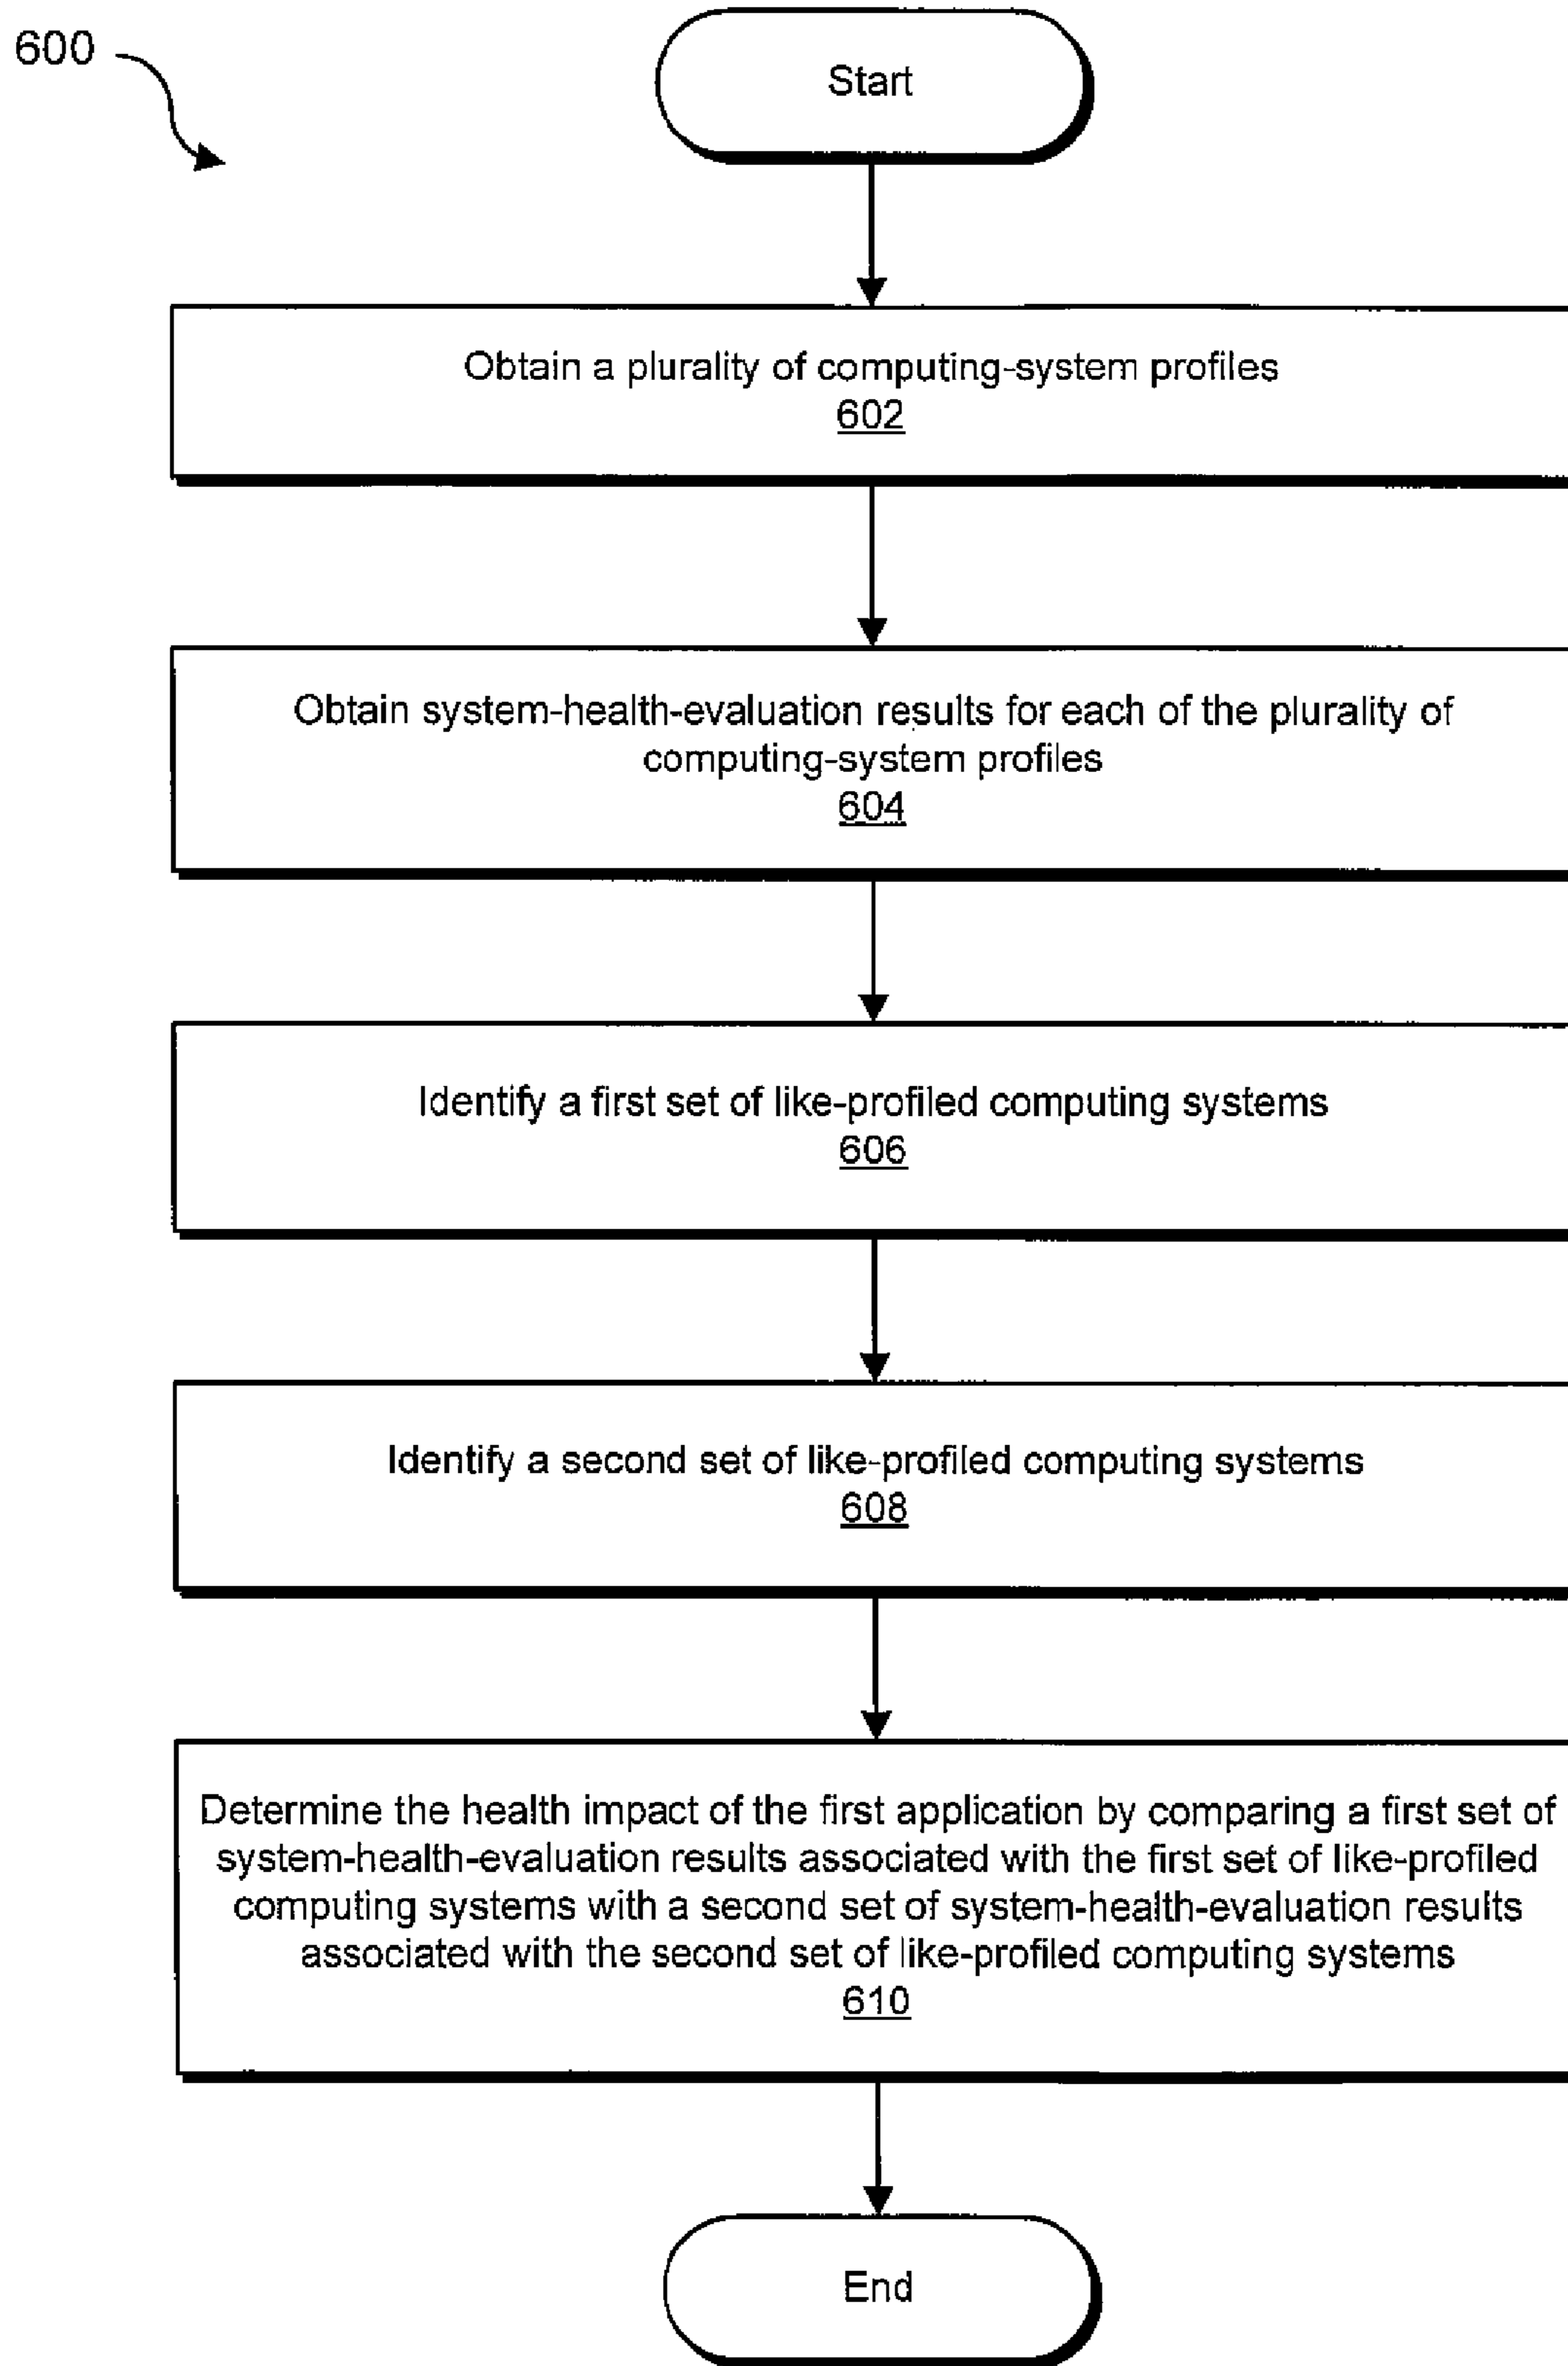 600
Start
Obtain a plurality of computing-system profiles
602
Obtain system-health-evaluation results for each of the plurality of
computing-system profiles
604
Identify a first set of like-profiled computing systems
606
Identify a second set of like-profiled computing systems
608
Determine the health impact of the first application by comparing a first set of
system-health-evaluation results associated with the first set of like-profiled
computing systems with a second set of system-health-evaluation results
associated with the second set of like-profiled computing systems
610
End